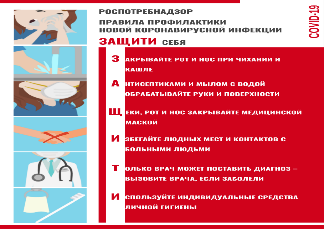 РОСПОТРЕБНАДЗОР
ПРАВИЛА ПРОФИЛАКТИКИ
НОВОЙ КОРОНАВИРУСНОЙ ИНФЕКЦИИ
ЗАЩИТИ СЕБЯ
COVID-19
ЗАКРЫВАЙТЕ РОТ И НОС ПРИ ЧИХАНИИ И
КАШЛЕ
АНТИСЕПТИКАМИ И МЫЛОМ С ВОДОЙ
ОБРАБАТЫВАЙТЕ РУКИ И ПОВЕРХНОСТИ
ЩЕКИ, РОТ И НОС ЗАКРЫВАЙТЕ МЕДИЦИНСКОЙ
МАСКОЙ
ИЗБЕГАЙТЕ ЛЮДНЫХ МЕСТ И КОНТАКТОВ С
БОЛЬНЫМИ ЛЮДЬМИ
ТОЛЬКО ВРАЧ МОЖЕТ ПОСТАВИТЬ ДИАГНОЗ –
ВЫЗОВИТЕ ВРАЧА, ЕСЛИ ЗАБОЛЕЛИ
ИСПОЛЬЗУЙТЕ ИНДИВИДУАЛЬНЫЕ СРЕДСТВА
ЛИЧНОЙ ГИГИЕНЫ